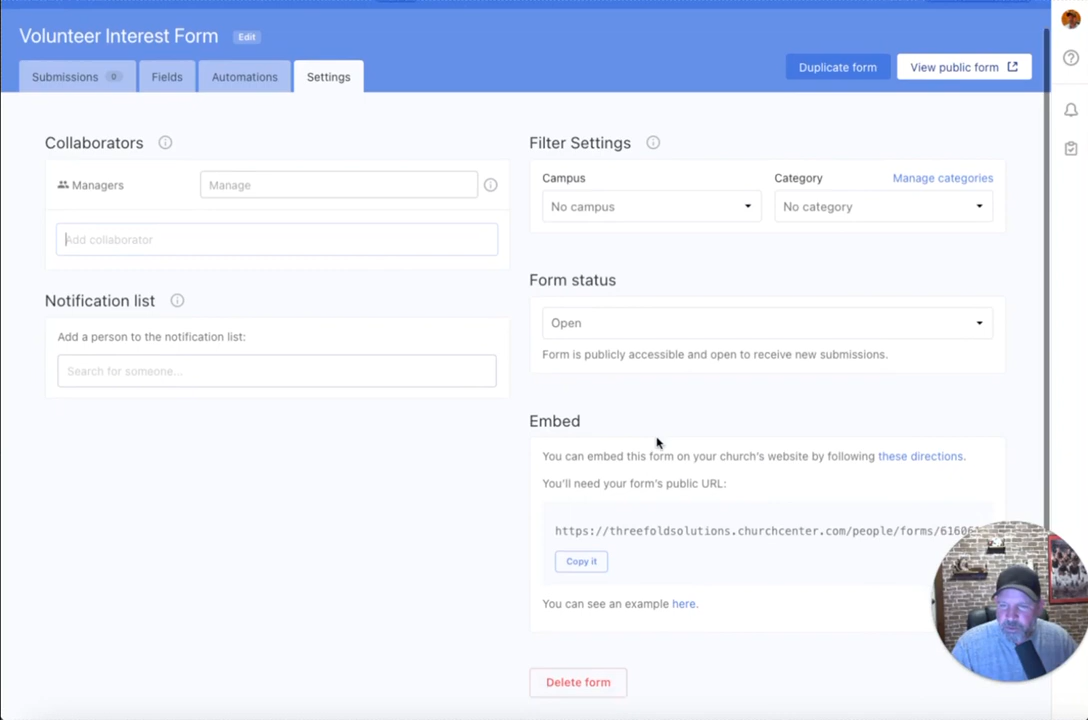 Volunteer Interest Form Edit
Submissions 0 Fields Automations Settings
Duplicate form View public form
Collaborators
Managers Manage
Add collaborator
Notification list
Add a person to the notification list:
Search for someone...
Filter Settings
Campus Category Manage categories
No campus No category
Form status
Open
Form is publicly accessible and open to receive new submissions.
Embed
You can embed this form on your church's website by following these directions.
You'll need your form's public URL:
https://threefoldsolutions.churchcenter.com/people/forms/61606
Copy it
You can see an example here.
Delete form